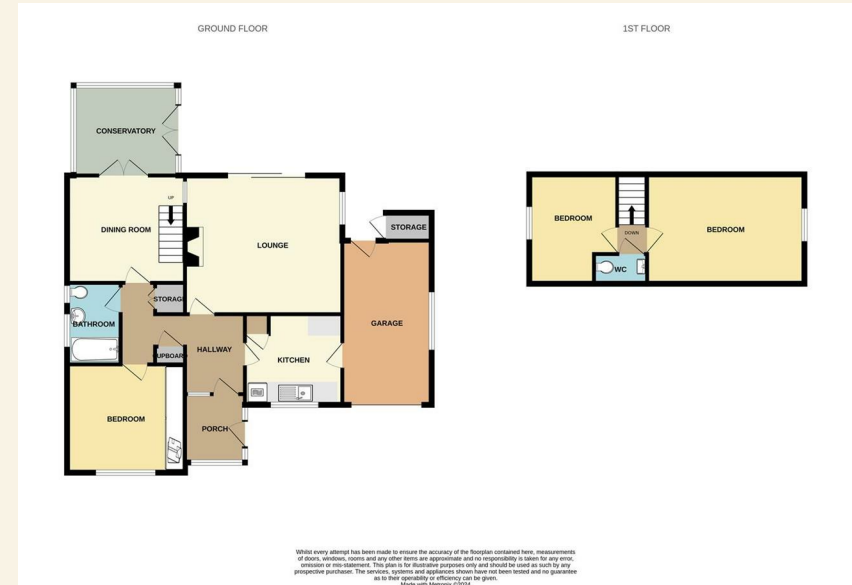 GROUND FLOOR
1ST FLOOR
CONSERVATORY
UP
DINING ROOM
LOUNGE
STORAGE
BEDROOM
BEDROOM
DOWN
WC
STORAGE
BATHROOM
GARAGE
HALLWAY
KITCHEN
UPBOAR
BEDROOM
PORCH
Whilst every attempt has been made to ensure the accuracy of the floorplan contained here, measurements
of doors, windows, rooms and any other items are approximate and no responsibility is taken for any error,
omission or mis-statement. This plan is for illustrative purposes only and should be used as such by any
prospective purchaser. The services, systems and appliances shown have not been tested and no guarantee
as to their operability or efficiency can be given.
Made with Metropix ©2024